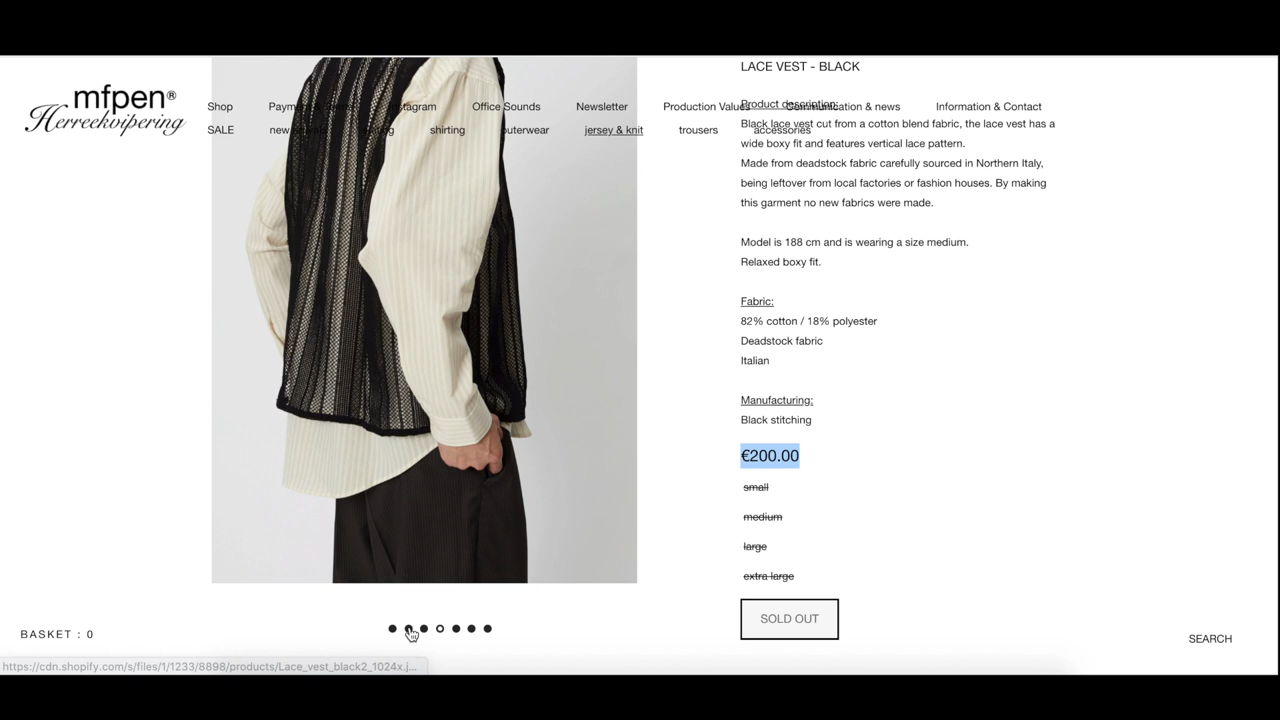 LACE VEST - BLACK
mfpen®
Herreekvipering
Shop
Instagram
Office Sounds
Newsletter
Production Values
Communication & news
Information & Contact
SALE
shirting
outerwear
jersey & knit
trousers
accessories
Product description:
Black lace vest cut from a cotton blend fabric, the lace vest has a
wide boxy fit and features vertical lace pattern.
Made from deadstock fabric carefully sourced in Northern Italy,
being leftover from local factories or fashion houses. By making
this garment no new fabrics were made.
Model is 188 cm and is wearing a size medium.
Relaxed boxy fit.
Fabric:
82% cotton / 18% polyester
Deadstock fabric
Italian
Manufacturing:
Black stitching
€200.00
small
medium
large
extra large
SOLD OUT
BASKET : 0
SEARCH
https://cdn.shopify.com/s/files/1/1233/8898/products/Lace_vest_black2_1024x.j...